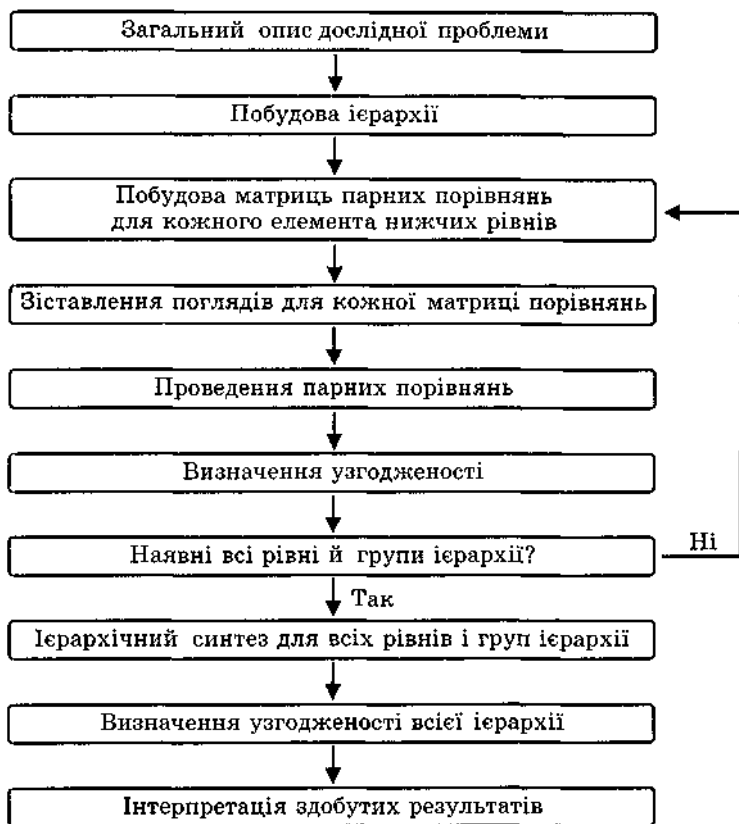 Загальний опис дослідної проблеми
Побудова ієрархії
Побудова матриць парних порівнянь
для кожного елемента нижчих рівнів
Зіставлення поглядів для кожної матриці порівнянь
Проведення парних порівнянь
Визначення узгодженості
Наявні всі рівні й групи ієрархії?
Ні
Так
Ієрархічний синтез для всіх рівнів і груп ієрархії
Визначення узгодженості всієї ієрархії
Інтерпретація здобутих результатів